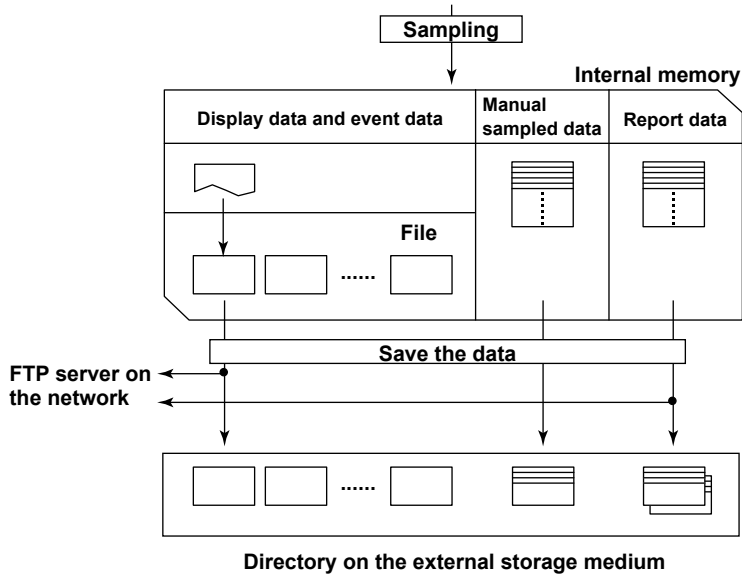 Sampling
Internal memory
Display data and event data
Manual
sampled data
Report data
File
......
Save the data
FTP server on
the network
......
Directory on the external storage medium